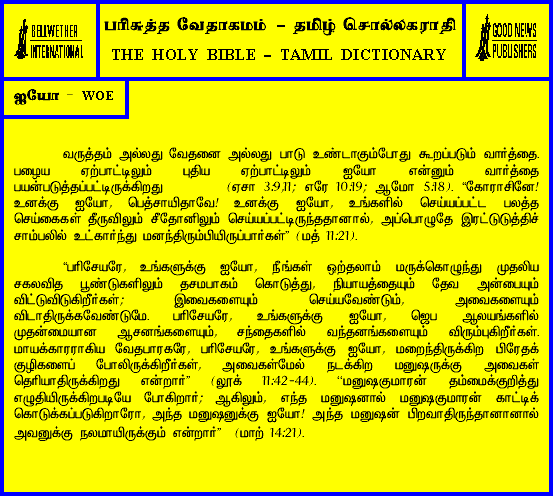 BELLWETHER
INTERNATIONAL
பரிசுத்த வேதாகமம் – தமிழ் சொல்லகராதி
THE HOLY BIBLE – TAMIL DICTIONARY
GOOD NEWS
PUBLISHERS
ஐயோ – WOE
வருத்தம் அல்லது வேதனை அல்லது பாடு உண்டாகும்போது கூறப்படும் வார்த்தை.
பழைய ஏற்பாட்டிலும் புதிய ஏற்பாட்டிலும் ஐயோ என்னும் வார்த்தை
பயன்படுத்தப்பட்டிருக்கிறது (ஏசா 3:9,11; எரே 10:19; ஆமோ 5:18). “கோராசினே!
உனக்கு ஐயோ, பெத்சாயிதாவே! உனக்கு ஐயோ, உங்களில் செய்யப்பட்ட பலத்த
செய்கைகள் தீருவிலும் சீதோனிலும் செய்யப்பட்டிருந்ததானால், அப்பொழுதே இரட்டுடுத்திச்
சாம்பலில் உட்கார்ந்து மனந்திரும்பியிருப்பார்கள்” (மத் 11:21).
“பரிசேயரே, உங்களுக்கு ஐயோ, நீங்கள் ஒற்தலாம் மருக்கொழுந்து முதலிய
சகலவித பூண்டுகளிலும் தசமபாகம் கொடுத்து, நியாயத்தையும் தேவ அன்பையும்
விட்டுவிடுகிறீர்கள்; இவைகளையும் செய்யவேண்டும், அவைகளையும்
விடாதிருக்கவேண்டுமே. பரிசேயரே, உங்களுக்கு ஐயோ, ஜெப ஆலயங்களில்
முதன்மையான ஆசனங்களையும், சந்தைகளில் வந்தனங்களையும் விரும்புகிறீர்கள்.
மாயக்காரராகிய வேதபாரகரே, பரிசேயரே, உங்களுக்கு ஐயோ, மறைந்திருக்கிற பிரேதக்
குழிகளைப் போலிருக்கிறீர்கள், அவைகள்மேல் நடக்கிற மனுஷருக்கு அவைகள்
தெரியாதிருக்கிறது என்றார்” (லூக் 11:42-44). “மனுஷகுமாரன் தம்மைக்குறித்து
எழுதியிருக்கிறபடியே போகிறார்; ஆகிலும், எந்த மனுஷனால் மனுஷகுமாரன் காட்டிக்
கொடுக்கப்படுகிறாரோ, அந்த மனுஷனுக்கு ஐயோ! அந்த மனுஷன் பிறவாதிருந்தானானால்
அவனுக்கு நலமாயிருக்கும் என்றார்” (மாற் 14:21).